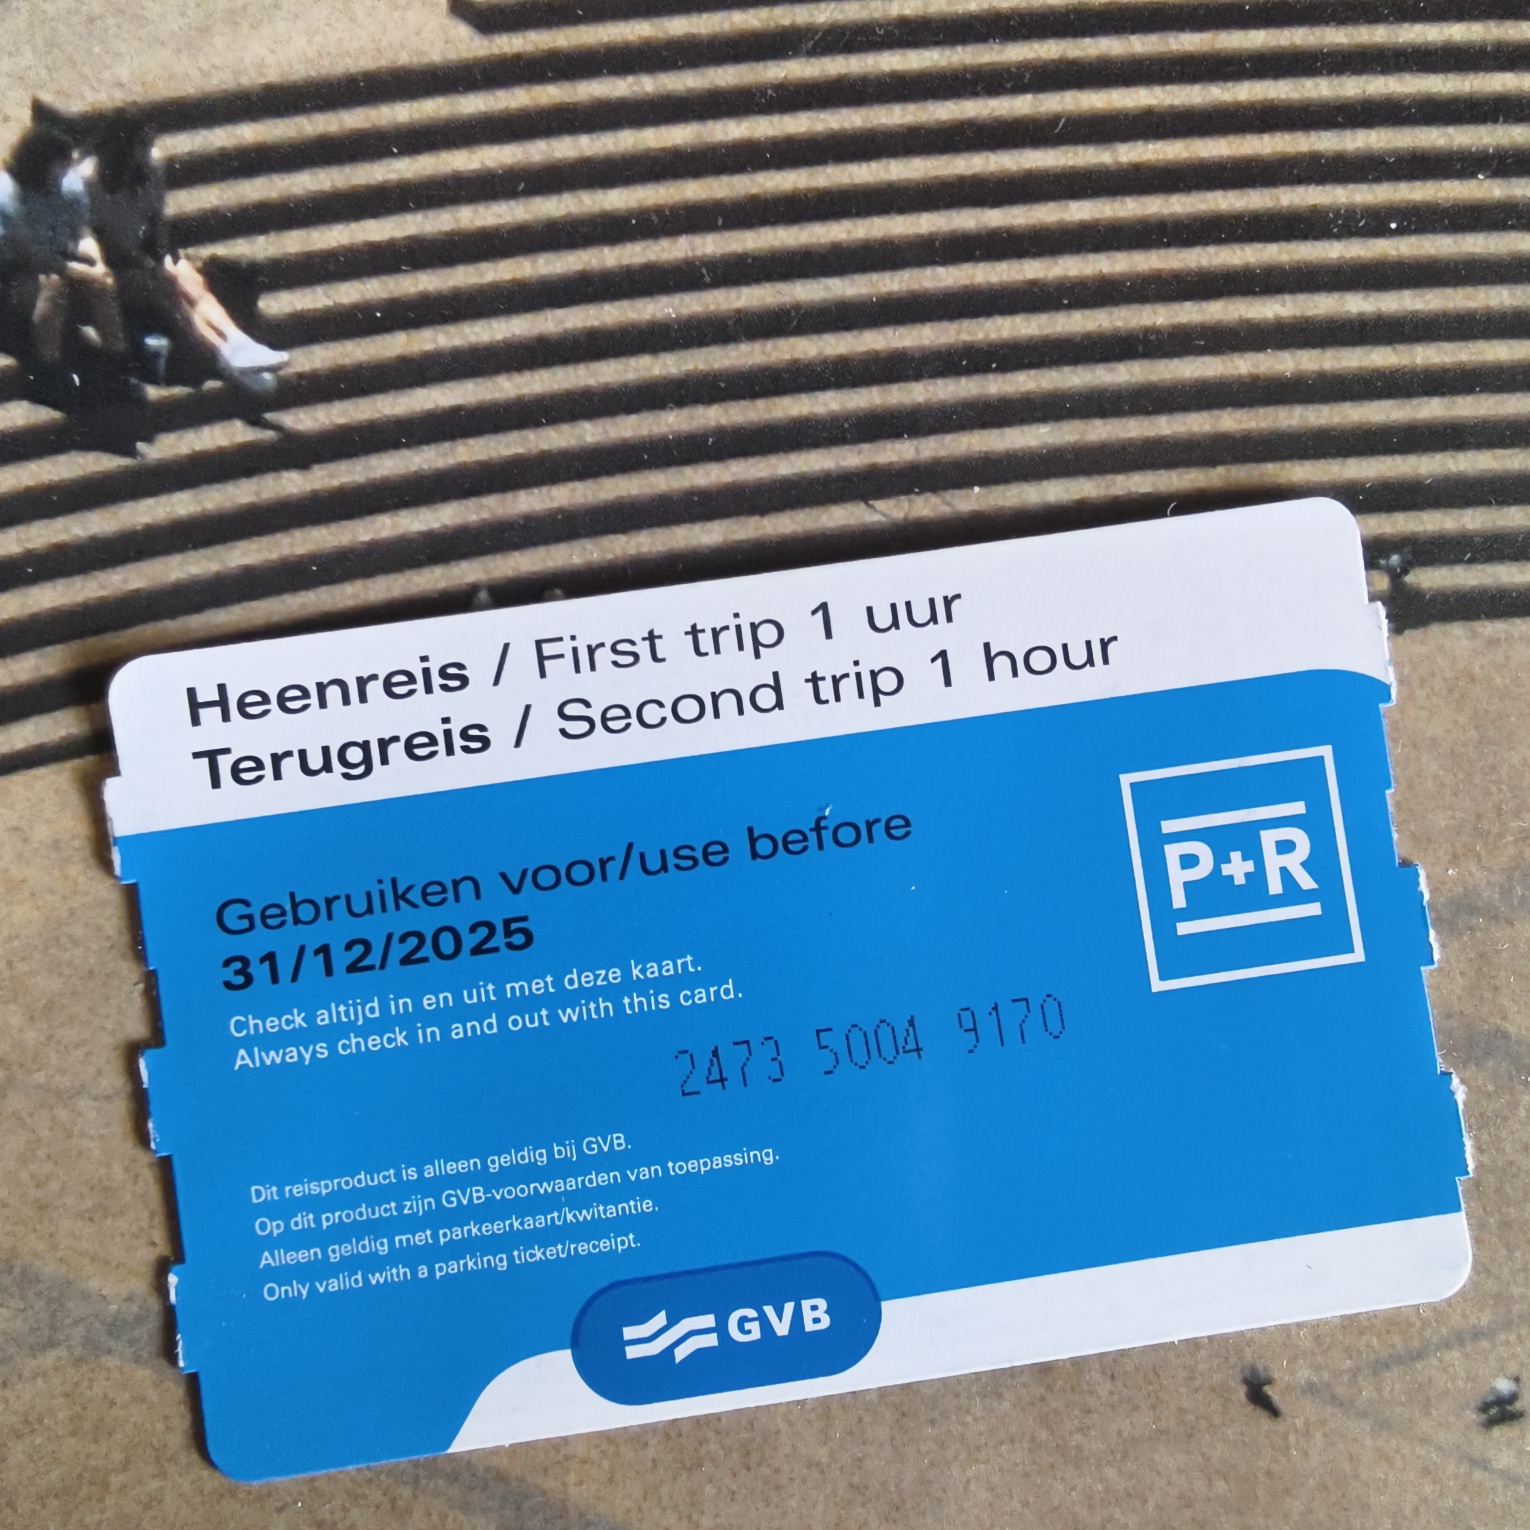 Heenreis / First trip 1 uur
Terugreis / Second trip 1 hour
P+R
Gebruiken voor/use before
31/12/2025
Check altijd in en uit met deze kaart.
Always check in and out with this card.
2473 5004 9170
Dit reisproduct is alleen geldig bij GVB.
Op dit product zijn GVB-voorwaarden van toepassing.
Alleen geldig met parkeerkaart/kwitantie.
Only valid with a parking ticket/receipt.
GVB